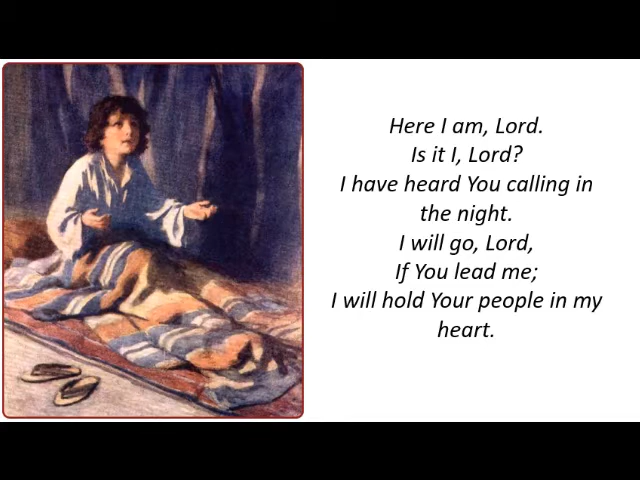 Here I am, Lord.
Is it I, Lord?
I have heard You calling in
the night.
I will go, Lord,
If You lead me;
I will hold Your people in my
heart.